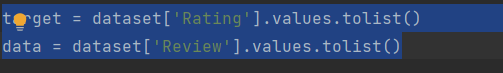 target = dataset['Rating'].values.tolist()
data = dataset['Review'].values.tolist()